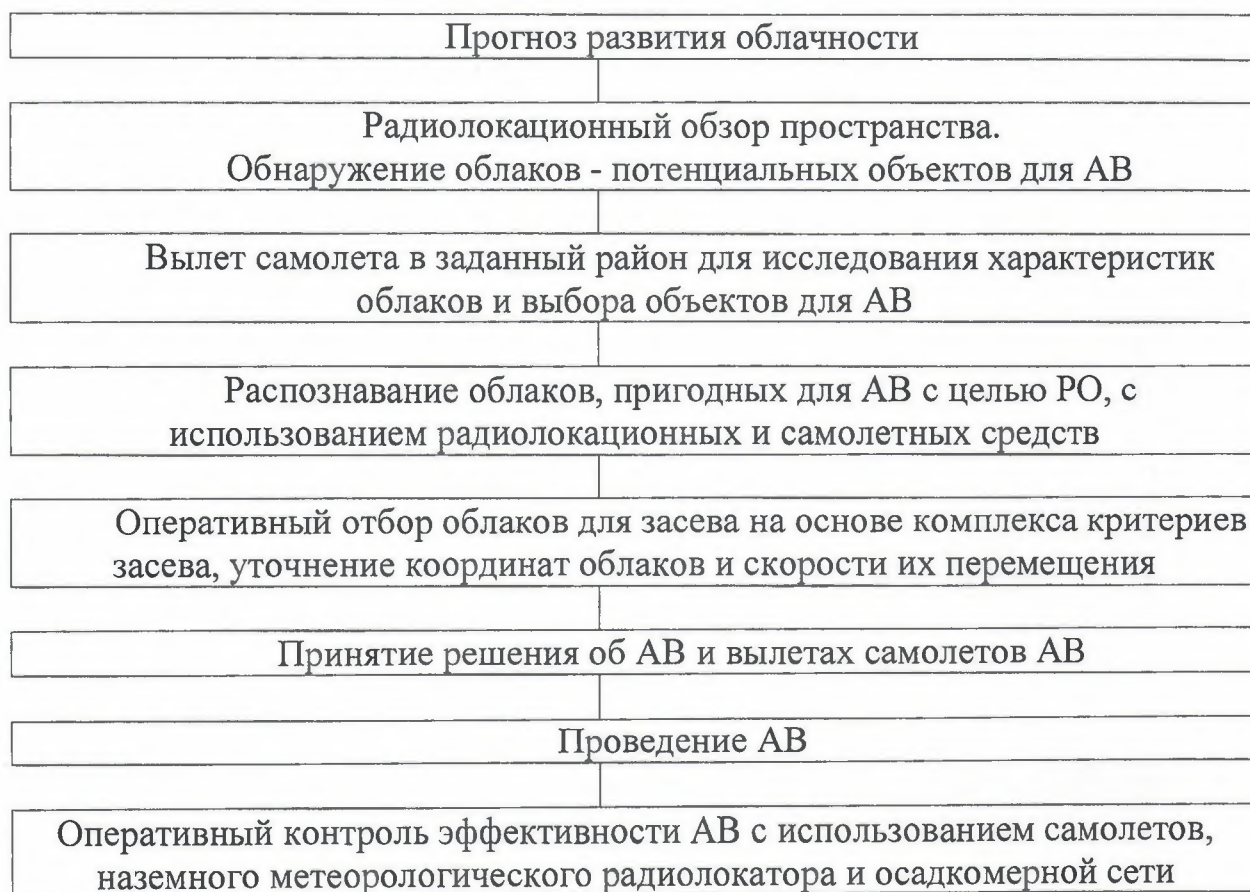 Прогноз развития облачности
Радиолокационный обзор пространства.
Обнаружение облаков - потенциальных объектов для АВ
Вылет самолета в заданный район для исследования характеристик
облаков и выбора объектов для АВ
Распознавание облаков, пригодных для АВ с целью РО, с
использованием радиолокационных и самолетных средств
Оперативный отбор облаков для засева на основе комплекса критериев
засева, уточнение координат облаков и скорости их перемещения
Принятие решения об АВ и вылетах самолетов АВ
Проведение АВ
Оперативный контроль эффективности АВ с использованием самолетов,
наземного метеорологического радиолокатора и осадкомерной сети